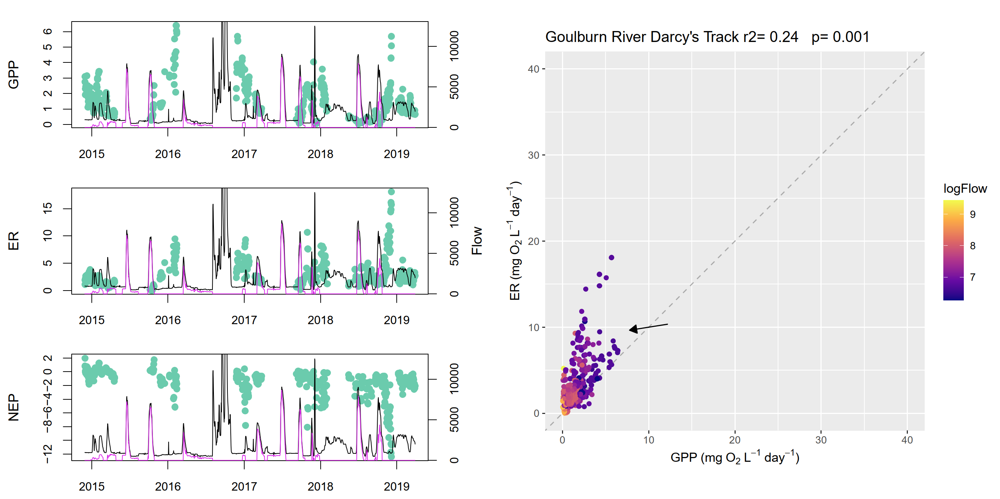 GPP
6
5
4
3
2
1
0
10000
5000
0
2015 2016 2017 2018 2019
ER
15
10
5
0
10000
5000
0
Flow
2015 2016 2017 2018 2019
NEP
2
0
−2
−4
−6
−8
−12
10000
5000
0
2015 2016 2017 2018 2019
Goulburn River Darcy's Track r2= 0.24 p= 0.001
ER (mg O₂ L⁻¹ day⁻¹)
40
30
20
10
0
0 10 20 30 40
GPP (mg O₂ L⁻¹ day⁻¹)
logFlow
9
8
7